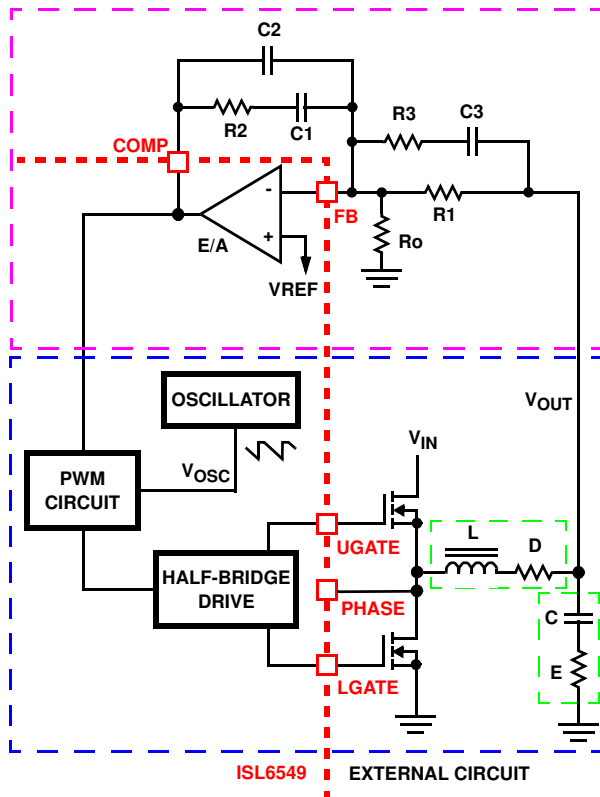 C2
R2
C1
R3
C3
COMP
FB
R1
E/A
-
+
Ro
VREF
OSCILLATOR
VOUT
VIN
PWM
CIRCUIT
VOSC
UGATE
L
D
HALF-BRIDGE
DRIVE
PHASE
C
E
LGATE
ISL6549
EXTERNAL CIRCUIT